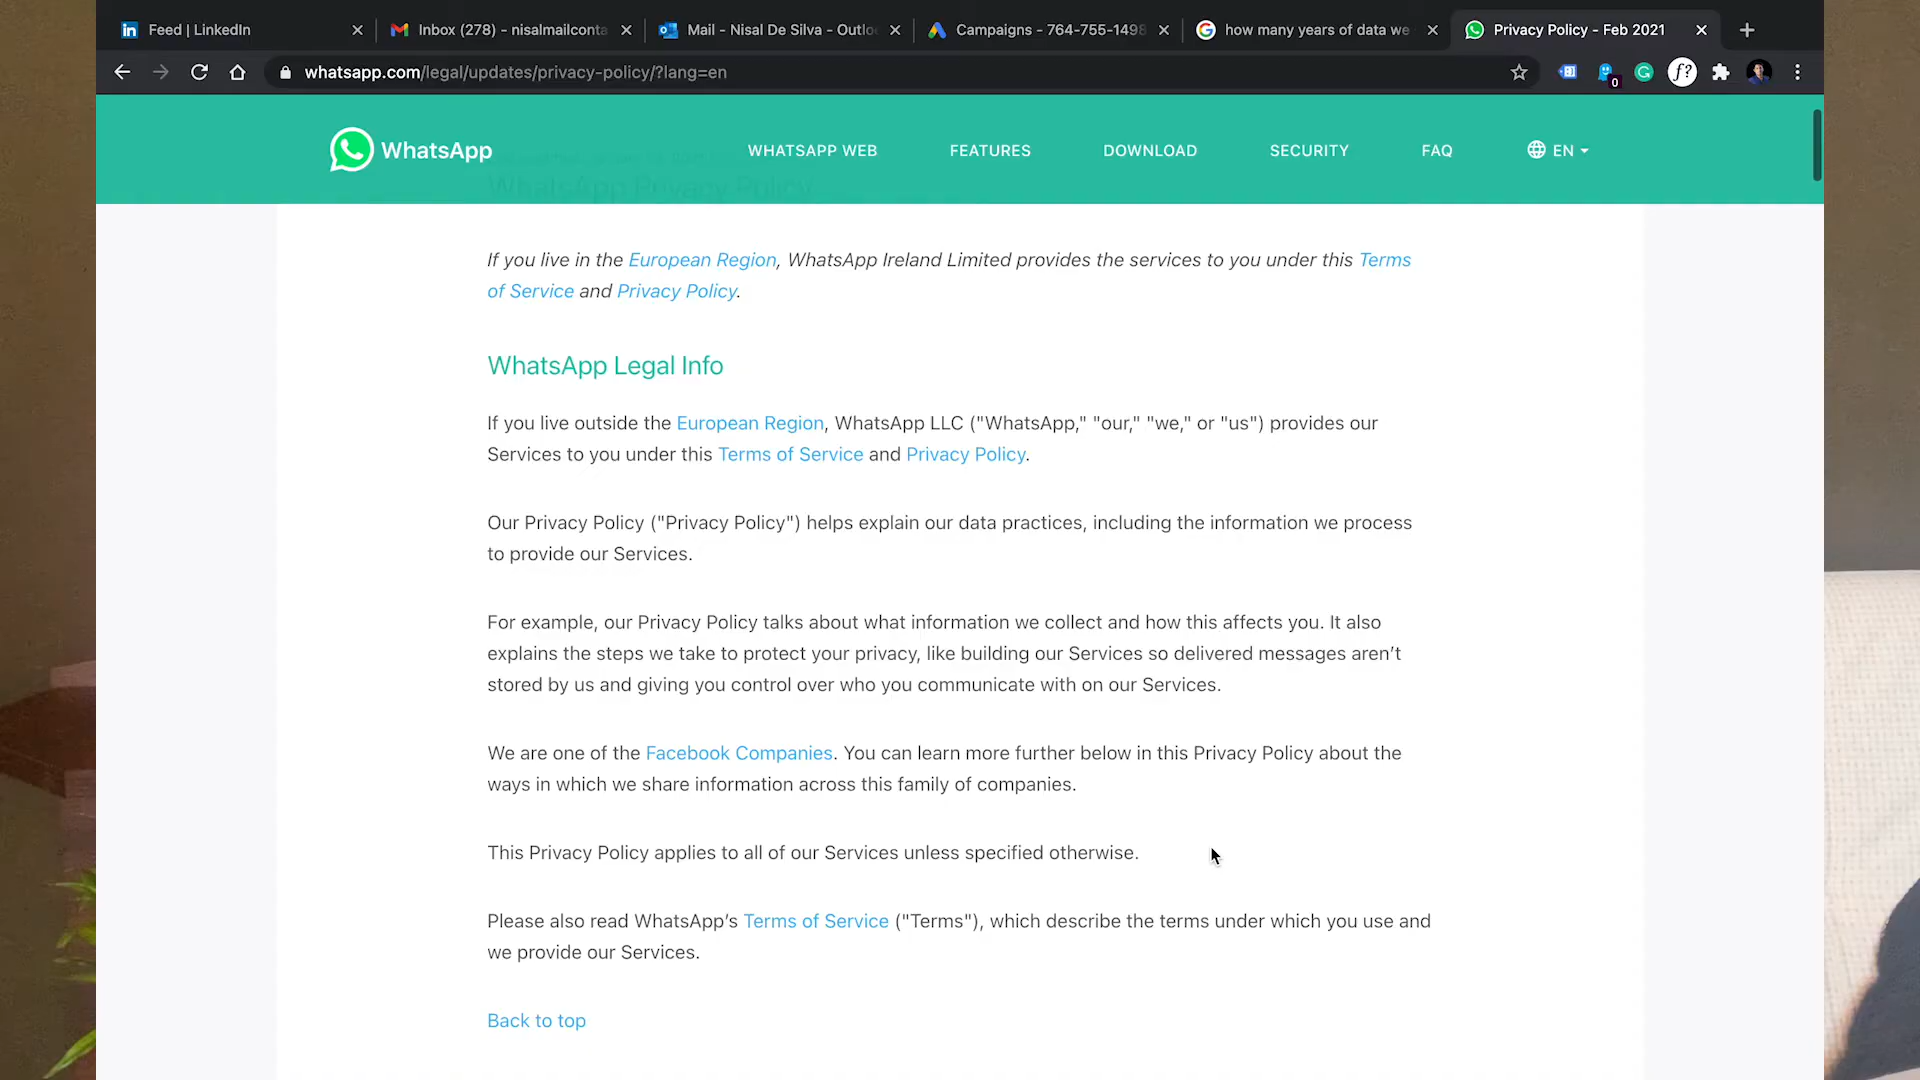 Feed | LinkedIn
Inbox (278) - nisalmailconta
Mail - Nisal De Silva - Outlo
Campaigns - 764-755-1498
how many years of data we
Privacy Policy - Feb 2021
whatsapp.com/legal/updates/privacy-policy/?lang=en
0
f?
WhatsApp
WHATSAPP WEB
FEATURES
DOWNLOAD
SECURITY
FAQ
EN
WhatsApp Privacy Policy
If you live in the European Region, WhatsApp Ireland Limited provides the services to you under this Terms
of Service and Privacy Policy.
WhatsApp Legal Info
If you live outside the European Region, WhatsApp LLC ("WhatsApp," "our," "we," or "us") provides our
Services to you under this Terms of Service and Privacy Policy.
Our Privacy Policy ("Privacy Policy") helps explain our data practices, including the information we process
to provide our Services.
For example, our Privacy Policy talks about what information we collect and how this affects you. It also
explains the steps we take to protect your privacy, like building our Services so delivered messages aren’t
stored by us and giving you control over who you communicate with on our Services.
We are one of the Facebook Companies. You can learn more further below in this Privacy Policy about the
ways in which we share information across this family of companies.
This Privacy Policy applies to all of our Services unless specified otherwise.
Please also read WhatsApp’s Terms of Service ("Terms"), which describe the terms under which you use and
we provide our Services.
Back to top